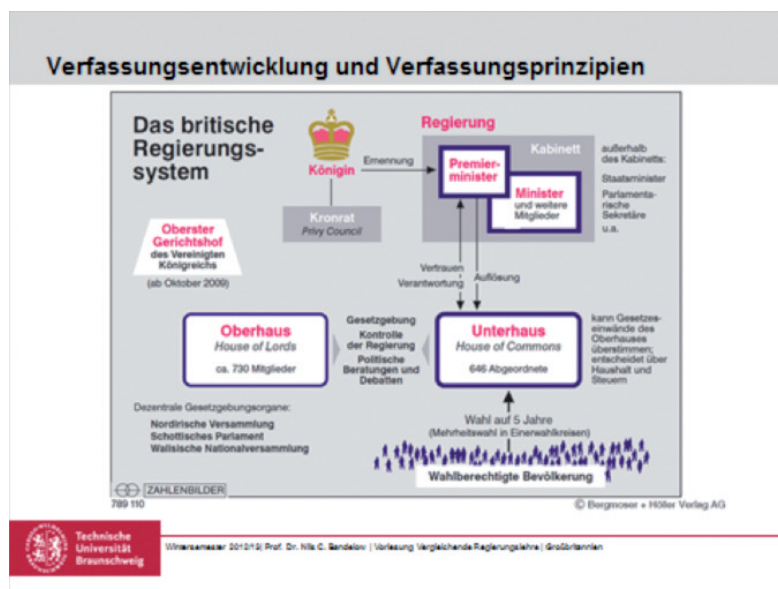 Verfassungsentwicklung und Verfassungsprinzipien
Das britische
Regierungs-
system
Königin
Kronrat
Privy Council
Ernennung
Regierung
Kabinett
Premier-
minister
Minister
und weitere
Mitglieder
außerhalb
des Kabinetts:
Staatsminister
Parlamenta-
rische
Sekretäre
u.a.
Oberster
Gerichtshof
des Vereinigten
Königreichs
(ab Oktober 2009)
Vertrauen
Verantwortung
Auflösung
Oberhaus
House of Lords
ca. 730 Mitglieder
Gesetzgebung
Kontrolle
der Regierung
Politische
Beratungen und
Debatten
Unterhaus
House of Commons
646 Abgeordnete
kann Gesetzes-
einwände des
Oberhauses
überstimmen;
entscheidet über
Haushalt und
Steuern
Dezentrale Gesetzgebungsorgane:
Nordirische Versammlung
Schottisches Parlament
Walisische Nationalversammlung
Wahl auf 5 Jahre
(Mehrheitswahl in Einerwahlkreisen)
Wahlberechtigte Bevölkerung
ZAHLENBILDER
789 110
© Bergmoser + Höller Verlag AG
Technische
Universität
Braunschweig
Wintersemester 2012/13| Prof. Dr. Nils C. Bandelow | Vorlesung Vergleichende Regierungslehre | Großbritannien